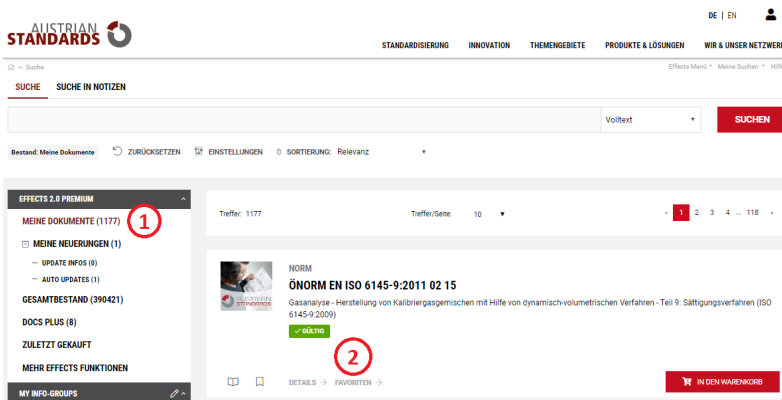 DE | EN
AUSTRIAN
STANDARDS
STANDARDISIERUNG INNOVATION THEMENGEBIETE PRODUKTE & LÖSUNGEN WIR & UNSER NETZWER
> Suche
Effects Menü Meine Suchen Hilf
SUCHE SUCHE IN NOTIZEN
Volltext SUCHEN
Bestand: Meine Dokumente ZURÜCKSETZEN EINSTELLUNGEN SORTIERUNG: Relevanz
EFFECTS 2.0 PREMIUM
MEINE DOKUMENTE (1177) 1
MEINE NEUERUNGEN (1)
– UPDATE INFOS (0)
– AUTO UPDATES (1)
GESAMTBESTAND (390421)
DOCS PLUS (8)
ZULETZT GEKAUFT
MEHR EFFECTS FUNKTIONEN
MY INFO-GROUPS
Treffer: 1177 Treffer/Seite: 10 « 1 2 3 4 ... 118 »
AUSTRIAN
STANDARDS
NORM
ÖNORM EN ISO 6145-9:2011 02 15
Gasanalyse - Herstellung von Kalibriergasgemischen mit Hilfe von dynamisch-volumetrischen Verfahren - Teil 9: Sättigungsverfahren (ISO
6145-9:2009)
✓ GÜLTIG
2
DETAILS → FAVORITEN →
IN DEN WARENKORB